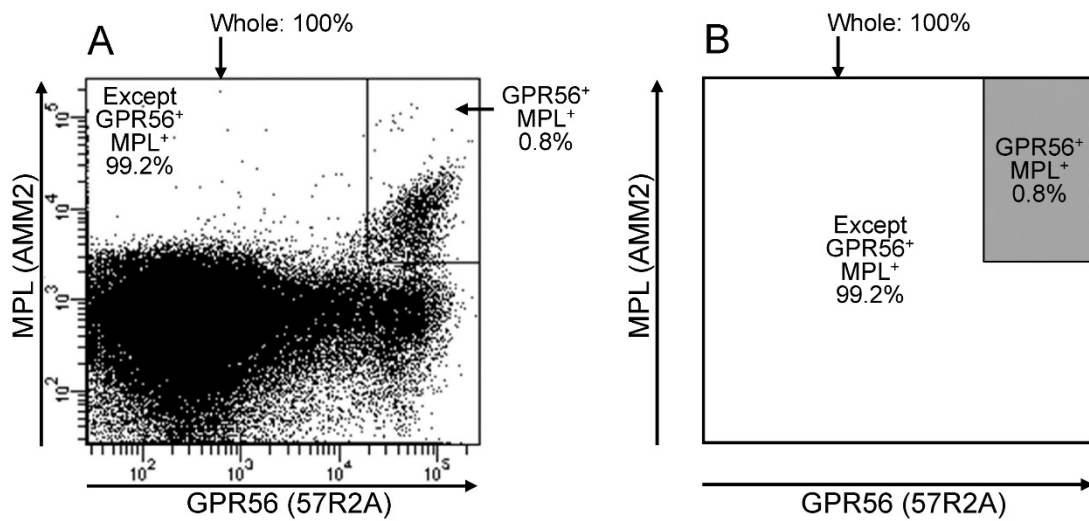 A
Whole: 100%
MPL (AMM2)
10⁵
10⁴
10³
10²
Except
GPR56⁺
MPL⁺
99.2%
GPR56⁺
MPL⁺
0.8%
10² 10³ 10⁴ 10⁵
GPR56 (57R2A)
B
Whole: 100%
MPL (AMM2)
Except
GPR56⁺
MPL⁺
99.2%
GPR56⁺
MPL⁺
0.8%
GPR56 (57R2A)